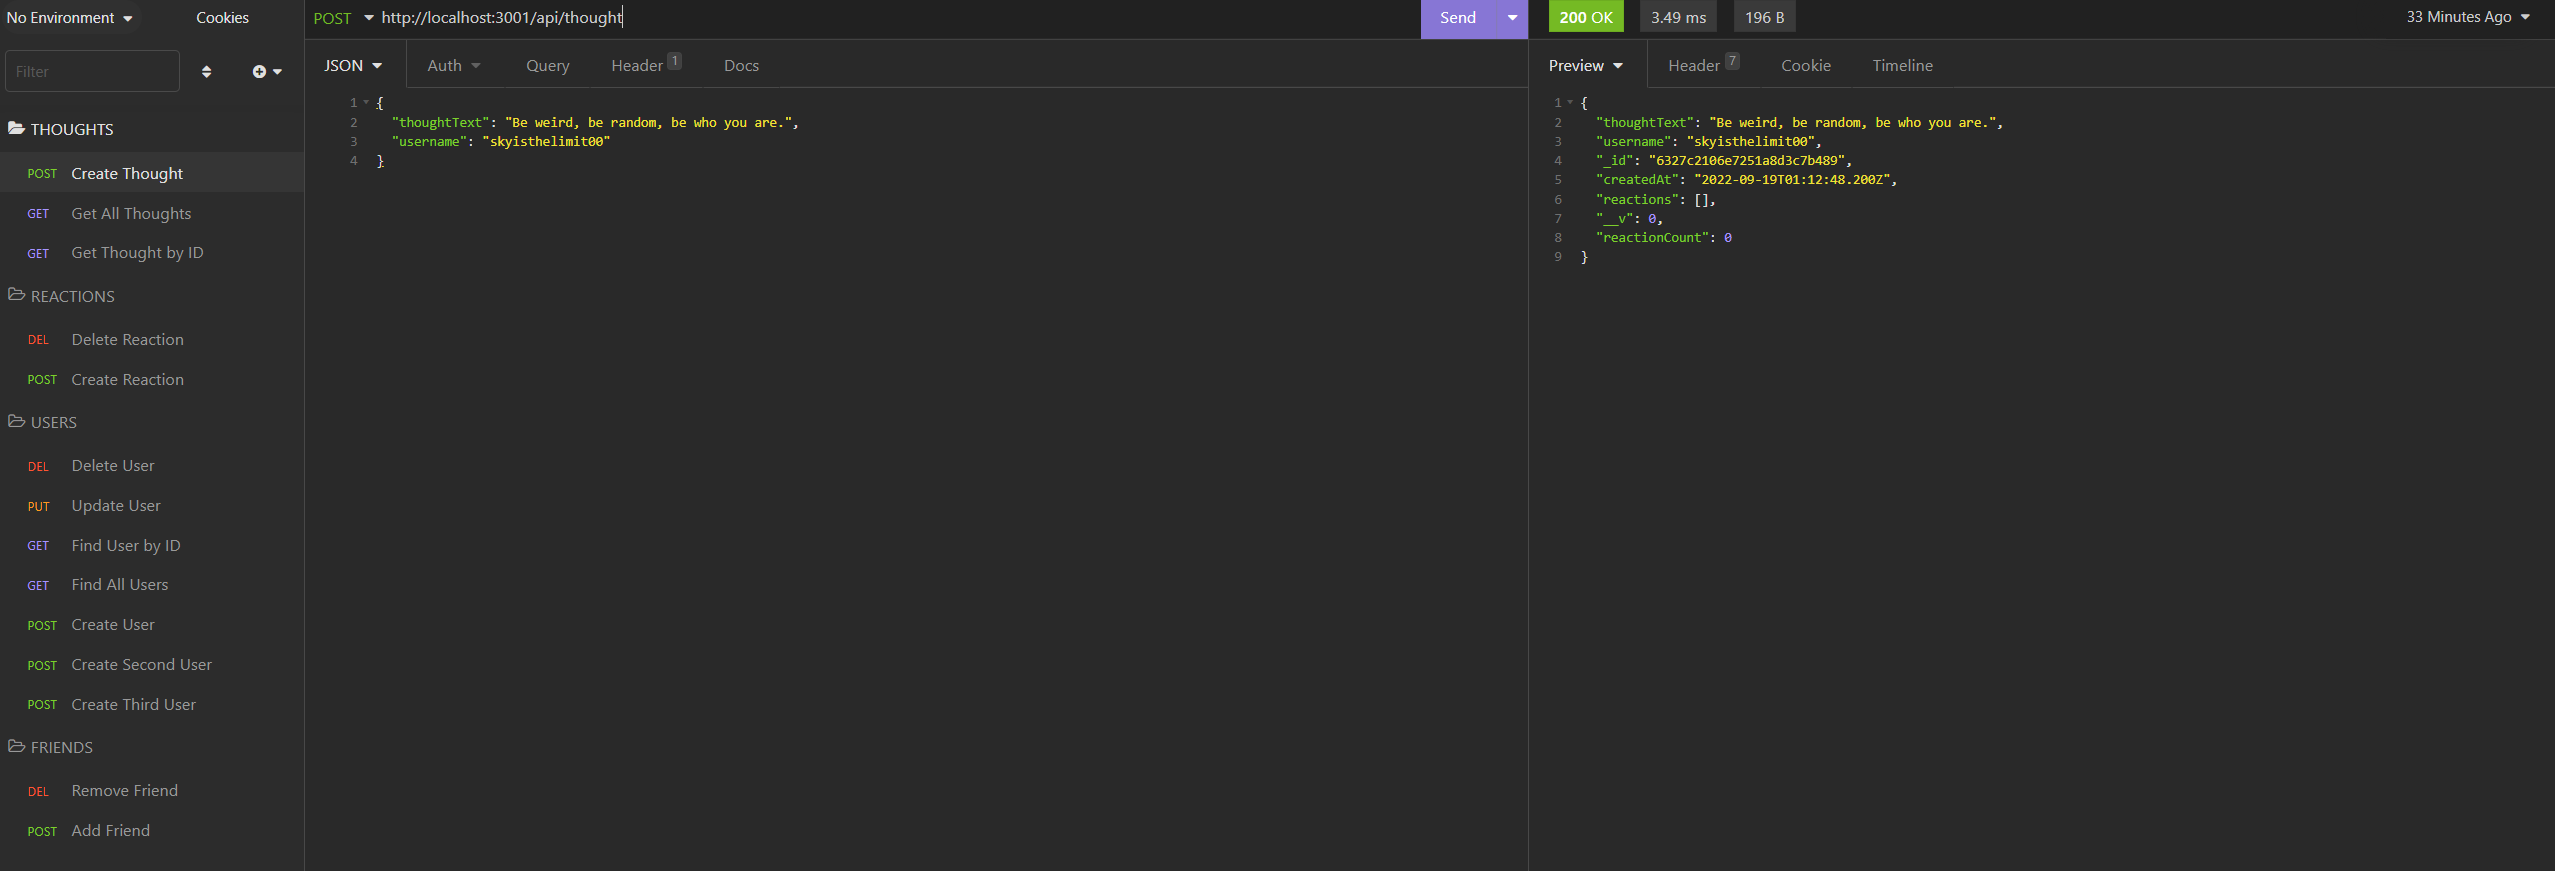 No Environment
Cookies
Filter
THOUGHTS
POST Create Thought
GET Get All Thoughts
GET Get Thought by ID
REACTIONS
DEL Delete Reaction
POST Create Reaction
USERS
DEL Delete User
PUT Update User
GET Find User by ID
GET Find All Users
POST Create User
POST Create Second User
POST Create Third User
FRIENDS
DEL Remove Friend
POST Add Friend
POST http://localhost:3001/api/thought Send
JSON Auth Query Header 1 Docs
1 {
2 "thoughtText": "Be weird, be random, be who you are.",
3 "username": "skyisthelimit00"
4 }
200 OK 3.49 ms 196 B 33 Minutes Ago
Preview Header 7 Cookie Timeline
1 {
2 "thoughtText": "Be weird, be random, be who you are.",
3 "username": "skyisthelimit00",
4 "_id": "6327c2106e7251a8d3c7b489",
5 "createdAt": "2022-09-19T01:12:48.200Z",
6 "reactions": [],
7 "__v": 0,
8 "reactionCount": 0
9 }